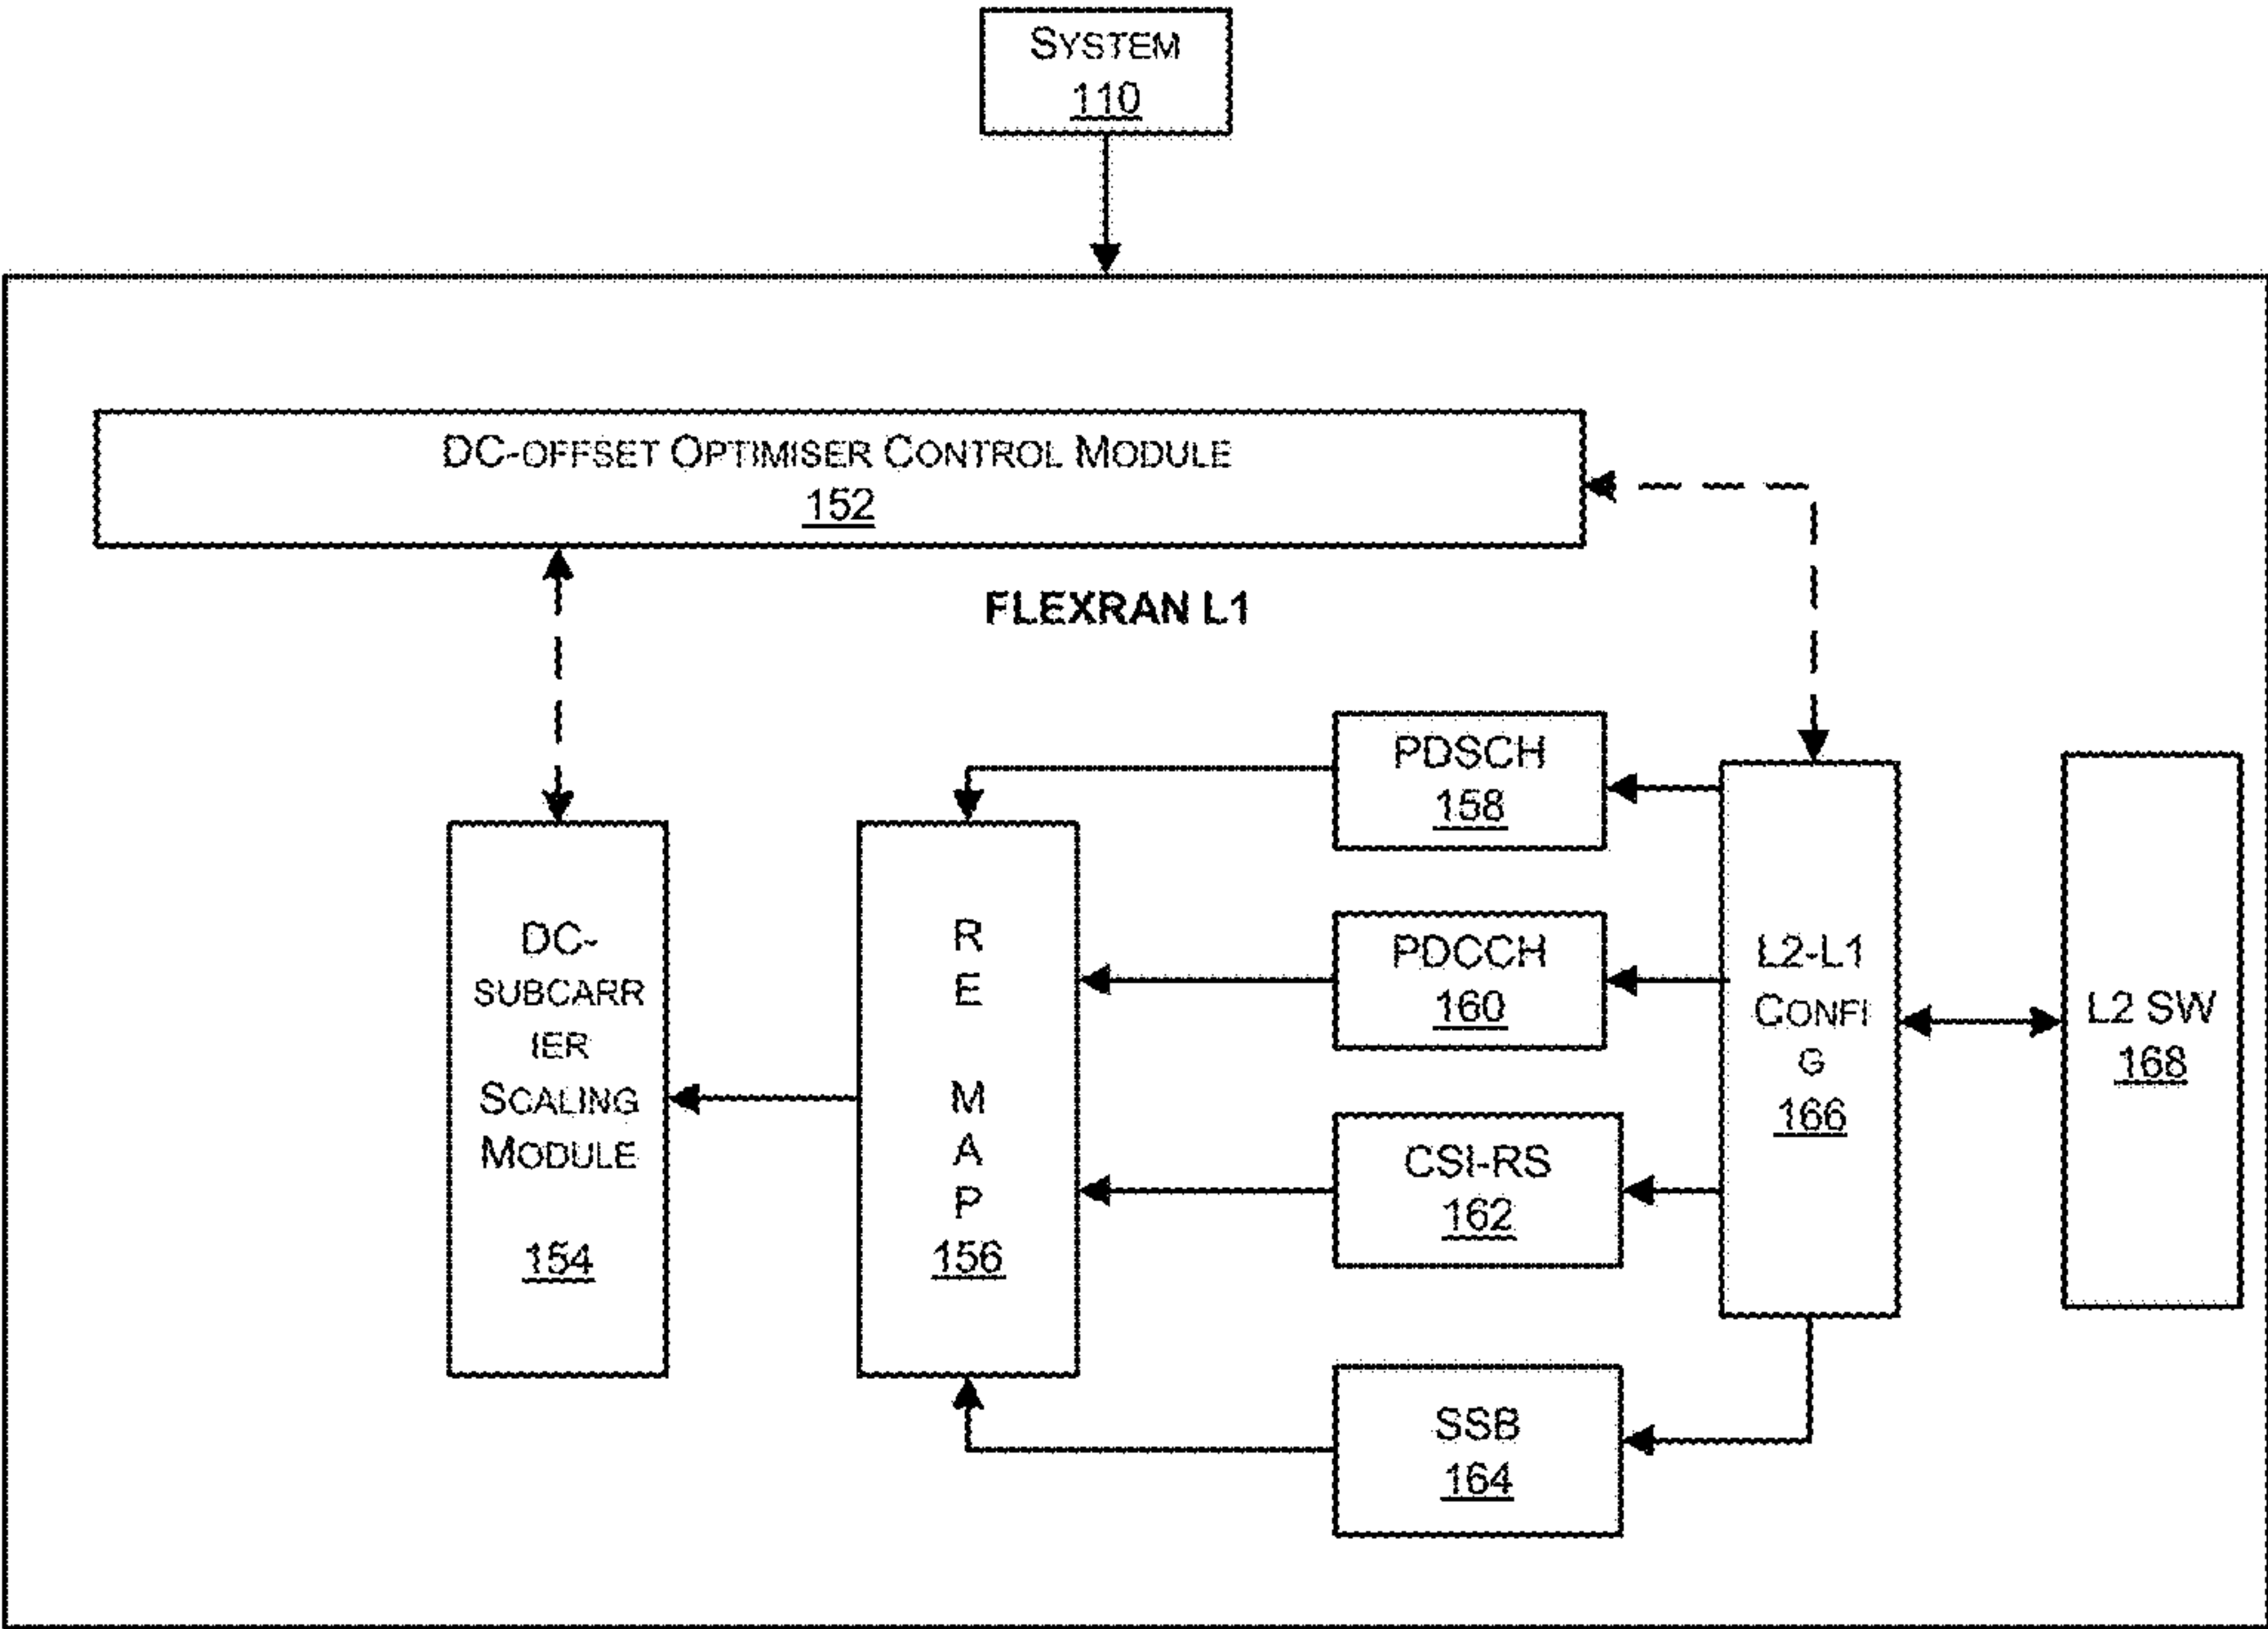 SYSTEM
110
DC-OFFSET OPTIMISER CONTROL MODULE
152
FLEXRAN L1
DC-
SUBCARR
IER
SCALING
MODULE
154
R
E
M
A
P
156
PDSCH
158
PDCCH
160
CSI-RS
162
SSB
164
L2-L1
CONFI
G
166
L2 SW
168